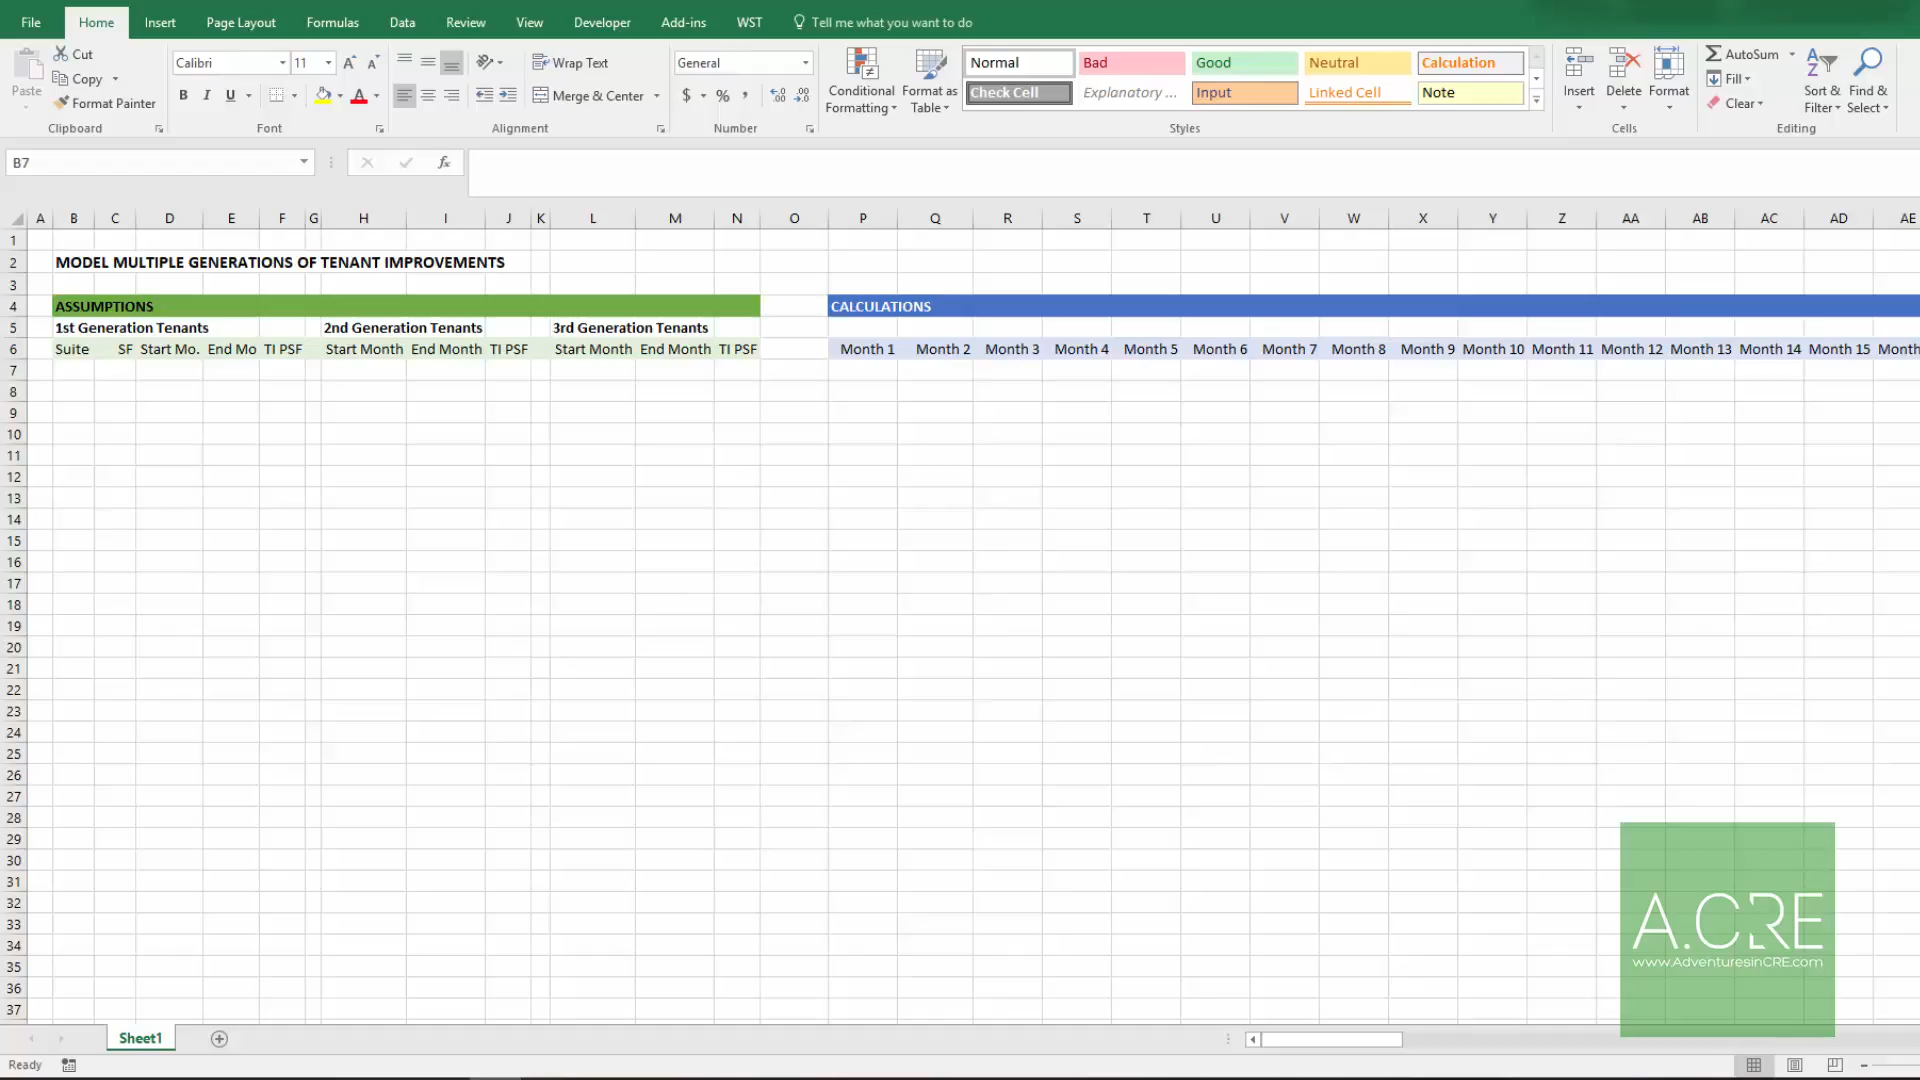 File Home Insert Page Layout Formulas Data Review View Developer Add-ins WST Tell me what you want to do
Paste
Cut
Copy
Format Painter
Clipboard
Calibri 11
B I U
Font
Wrap Text
Merge & Center
Alignment
General
$ %
Number
Conditional
Formatting
Format as
Table
Normal Bad Good Neutral Calculation
Check Cell Explanatory ... Input Linked Cell Note
Styles
Insert Delete Format
Cells
AutoSum
Fill
Clear
Sort &
Filter
Find &
Select
Editing
B7 fx
A B C D E F G H I J K L M N O P Q R S T U V W X Y Z AA AB AC AD AE
1
2 MODEL MULTIPLE GENERATIONS OF TENANT IMPROVEMENTS
3
4 ASSUMPTIONS CALCULATIONS
5 1st Generation Tenants 2nd Generation Tenants 3rd Generation Tenants
6 Suite SF Start Mo. End Mo TI PSF Start Month End Month TI PSF Start Month End Month TI PSF Month 1 Month 2 Month 3 Month 4 Month 5 Month 6 Month 7 Month 8 Month 9 Month 10 Month 11 Month 12 Month 13 Month 14 Month 15 Month
7
8
9
10
11
12
13
14
15
16
17
18
19
20
21
22
23
24
25
26
27
28
29
30
31
32
33
34
35
36
37
A.CRE
www.AdventuresinCRE.com
Sheet1
Ready